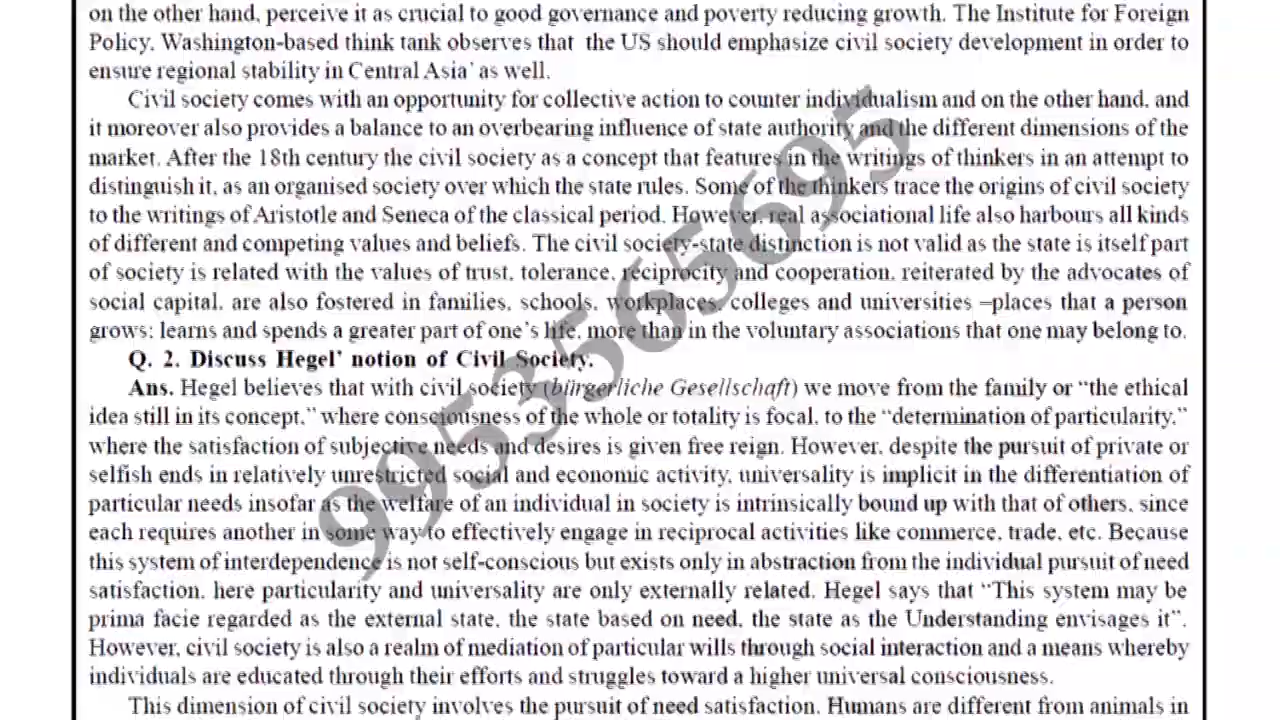 on the other hand, perceive it as crucial to good governance and poverty reducing growth. The Institute for Foreign
Policy, Washington-based think tank observes that the US should emphasize civil society development in order to
ensure regional stability in Central Asia' as well.
Civil society comes with an opportunity for collective action to counter individualism and on the other hand, and
it moreover also provides a balance to an overbearing influence of state authority and the different dimensions of the
market. After the 18th century the civil society as a concept that features in the writings of thinkers in an attempt to
distinguish it, as an organised society over which the state rules. Some of the thinkers trace the origins of civil society
to the writings of Aristotle and Seneca of the classical period. However, real associational life also harbours all kinds
of different and competing values and beliefs. The civil society-state distinction is not valid as the state is itself part
of society is related with the values of trust, tolerance, reciprocity and cooperation, reiterated by the advocates of
social capital, are also fostered in families, schools, workplaces, colleges and universities –places that a person
grows; learns and spends a greater part of one's life, more than in the voluntary associations that one may belong to.
Q. 2. Discuss Hegel' notion of Civil Society.
Ans. Hegel believes that with civil society (bürgerliche Gesellschaft) we move from the family or "the ethical
idea still in its concept," where consciousness of the whole or totality is focal, to the "determination of particularity,"
where the satisfaction of subjective needs and desires is given free reign. However, despite the pursuit of private or
selfish ends in relatively unrestricted social and economic activity, universality is implicit in the differentiation of
particular needs insofar as the welfare of an individual in society is intrinsically bound up with that of others, since
each requires another in some way to effectively engage in reciprocal activities like commerce, trade, etc. Because
this system of interdependence is not self-conscious but exists only in abstraction from the individual pursuit of need
satisfaction, here particularity and universality are only externally related. Hegel says that "This system may be
prima facie regarded as the external state, the state based on need, the state as the Understanding envisages it".
However, civil society is also a realm of mediation of particular wills through social interaction and a means whereby
individuals are educated through their efforts and struggles toward a higher universal consciousness.
This dimension of civil society involves the pursuit of need satisfaction. Humans are different from animals in
9953565695